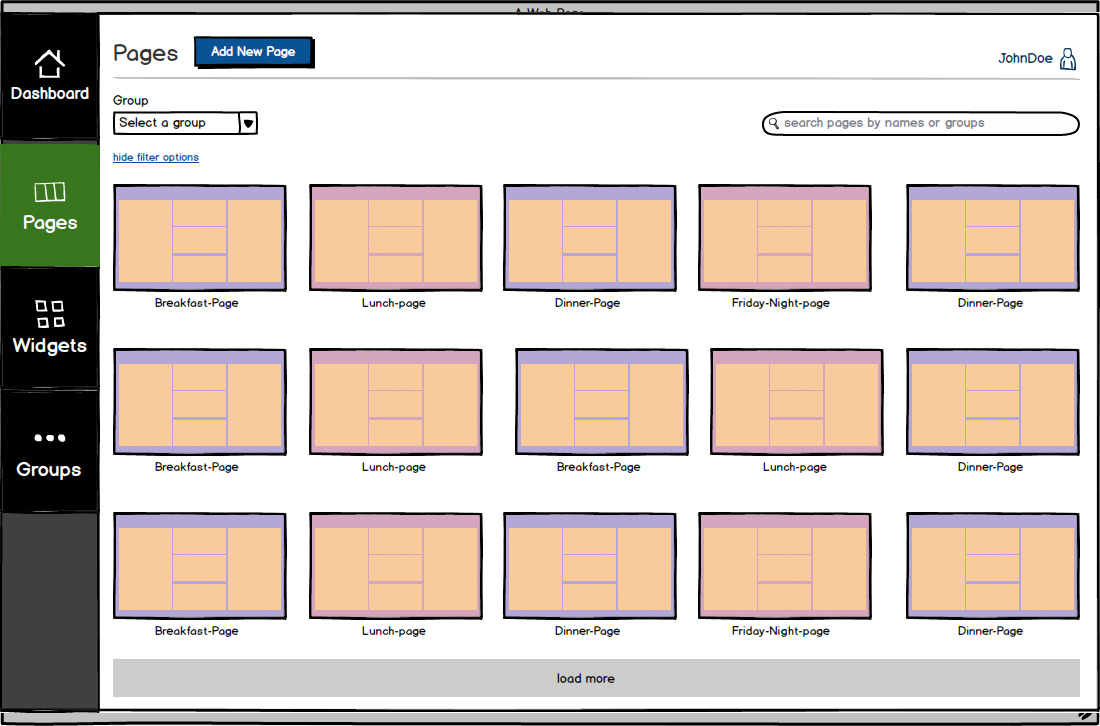 A Web Page
Dashboard
Pages
Widgets
Groups
Pages
Add New Page
JohnDoe
Group
Select a group
search pages by names or groups
hide filter options
Breakfast-Page
Lunch-page
Dinner-Page
Friday-Night-page
Dinner-Page
Breakfast-Page
Lunch-page
Breakfast-Page
Lunch-page
Dinner-Page
Breakfast-Page
Lunch-page
Dinner-Page
Friday-Night-page
Dinner-Page
load more